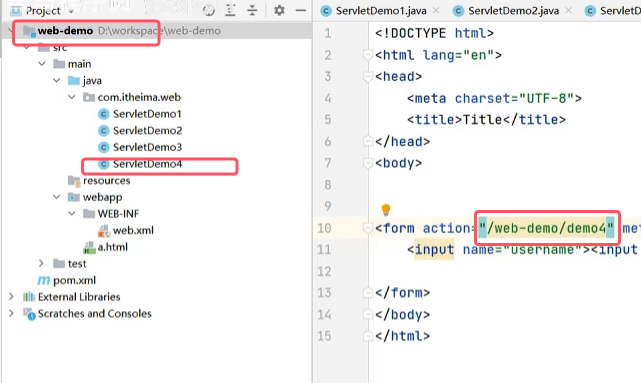 Project
web-demo D:\workspace\web-demo
src
main
java
com.itheima.web
ServletDemo1
ServletDemo2
ServletDemo3
ServletDemo4
resources
webapp
WEB-INF
web.xml
a.html
test
pom.xml
External Libraries
Scratches and Consoles
ServletDemo1.java × ServletDemo2.java × ServletD
1 <!DOCTYPE html>
2 <html lang="en">
3 <head>
4 <meta charset="UTF-8">
5 <title>Title</title>
6 </head>
7 <body>
8
9
10 <form action="/web-demo/demo4" met
11 <input name="username"><input
12
13 </form>
14 </body>
15 </html>